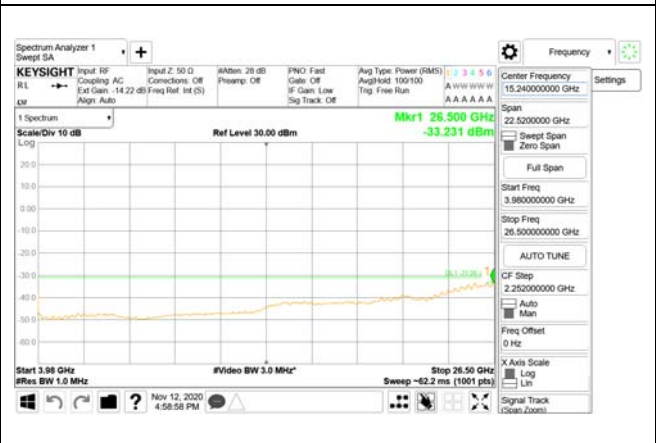 Spectrum Analyzer 1
Swept SA
Frequency
KEYSIGHT
RL
Input: RF
Coupling: AC
Ext Gain: -14.22 dB
Align: Auto
Input Z: 50 Ω
Corrections: Off
Freq Ref: Int (S)
#Atten: 28 dB
Preamp: Off
PNO: Fast
Gate: Off
IF Gain: Low
Sig Track: Off
Avg Type: Power (RMS)
Avg|Hold: 100/100
Trig: Free Run
1 2 3 4 5 6
A W W W W W
A A A A A A
Center Frequency
15.240000000 GHz
Settings
1 Spectrum
Scale/Div 10 dB
Log
Ref Level 30.00 dBm
Mkr1 26.500 GHz
-33.231 dBm
Span
22.5200000 GHz
Swept Span
Zero Span
Full Span
Start Freq
3.980000000 GHz
Stop Freq
26.500000000 GHz
AUTO TUNE
CF Step
2.252000000 GHz
Auto
Man
Freq Offset
0 Hz
X Axis Scale
Log
Lin
Signal Track
(Span Zoom)
20.0
10.0
0.00
-10.0
-20.0
-30.0
-40.0
-50.0
-60.0
1
Start 3.98 GHz
#Res BW 1.0 MHz
#Video BW 3.0 MHz*
Stop 26.50 GHz
Sweep ~62.2 ms (1001 pts)
Nov 12, 2020
4:58:58 PM